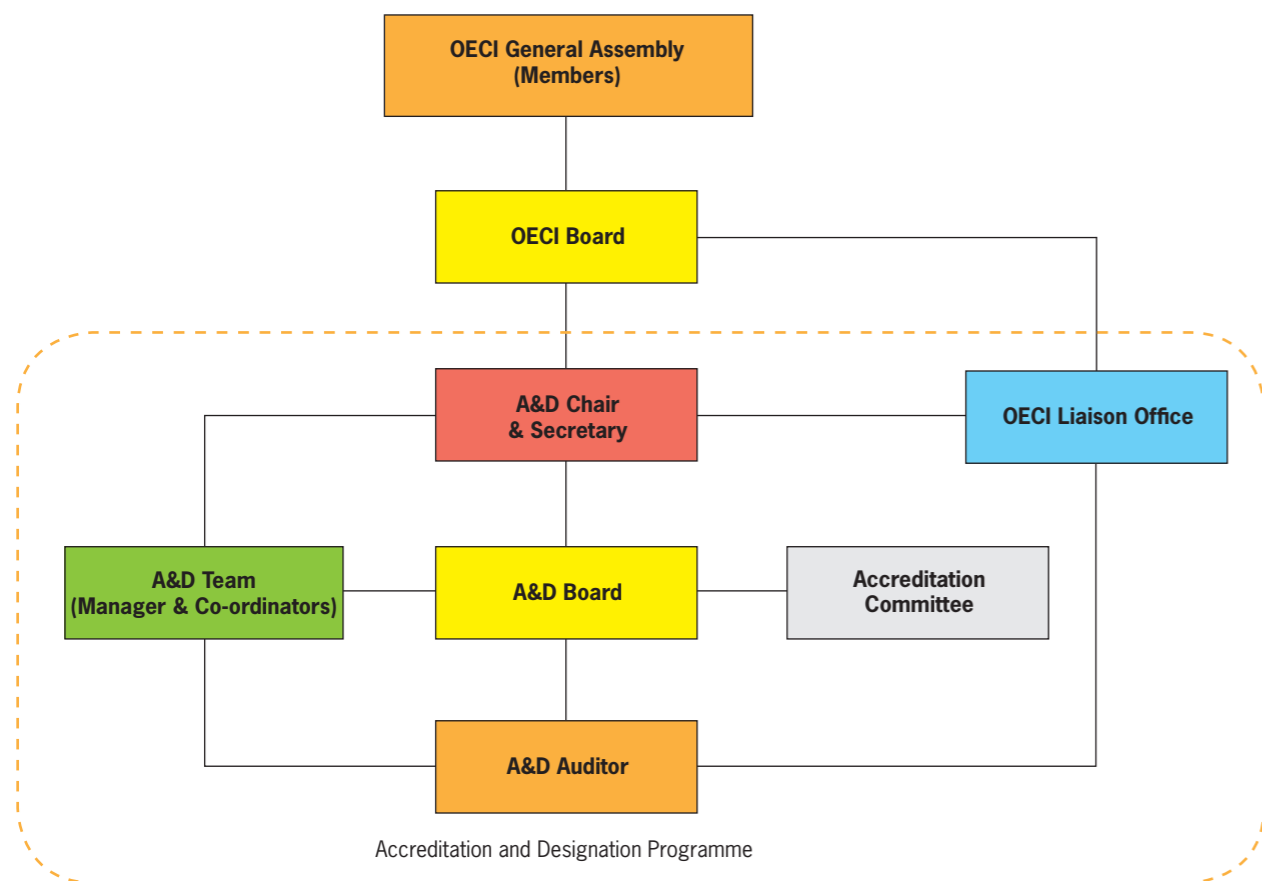 OECI General Assembly
(Members)
OECI Board
A&D Chair
& Secretary
OECI Liaison Office
A&D Team
(Manager & Co-ordinators)
A&D Board
Accreditation
Committee
A&D Auditor
Accreditation and Designation Programme